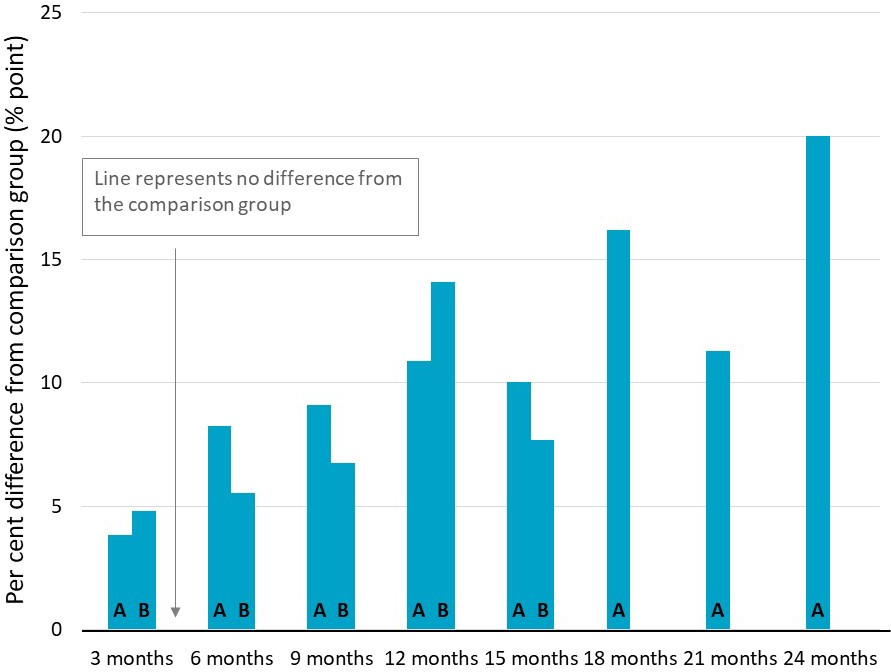 Per cent difference from comparison group (% point)
25
20
15
10
5
0
Line represents no difference from
the comparison group
A B A B A B A B A B A A A
3 months 6 months 9 months 12 months 15 months 18 months 21 months 24 months